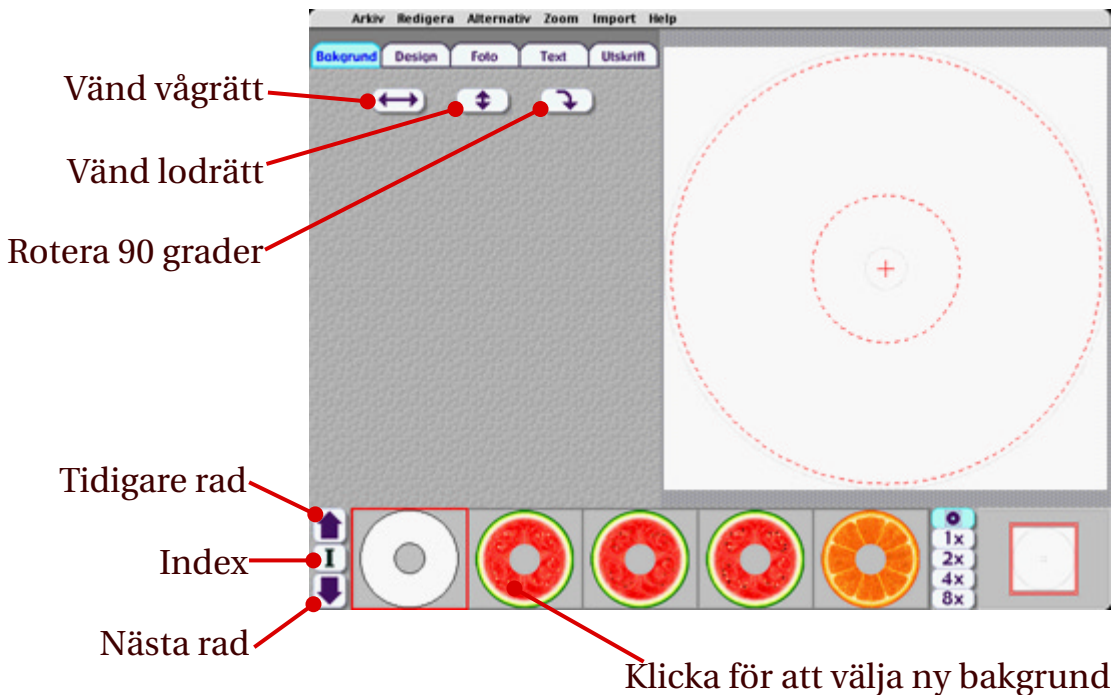 Arkiv Redigera Alternativ Zoom Import Help
Bakgrund Design Foto Text Utskrift
Vänd vågrätt
Vänd lodrätt
Rotera 90 grader
Tidigare rad
Index
I
Nästa rad
1x
2x
4x
8x
Klicka för att välja ny bakgrund